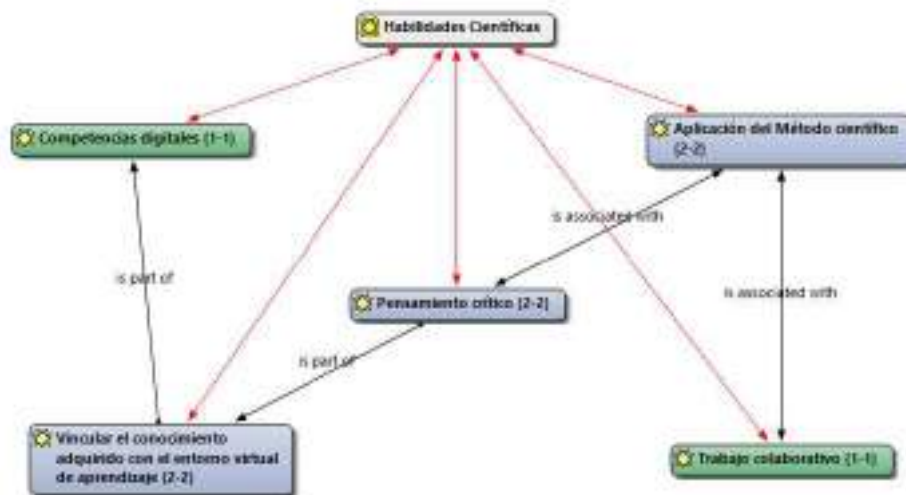 Habilidades Científicas
Competencias digitales (1-1)
Aplicación del Método científico
(2-2)
is associated with
is part of
Pensamiento crítico (2-2)
is associated with
is part of
Vincular el conocimiento
adquirido con el entorno virtual
de aprendizaje (2-2)
Trabajo colaborativo (1-1)